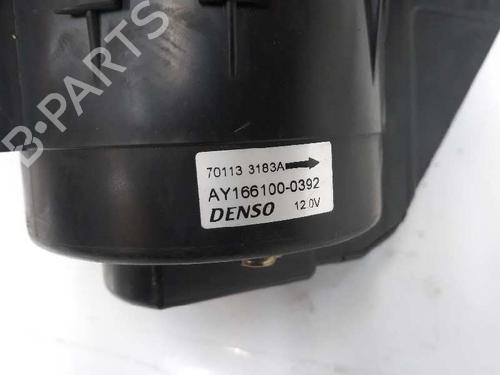 B-PARTS
70113 3183A
AY166100-0392
DENSO 12.0V